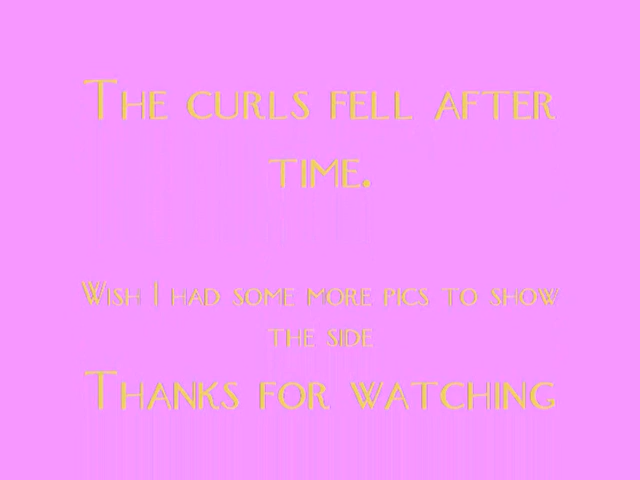 The curls fell after
time.
Wish I had some more pics to show
the side
Thanks for watching